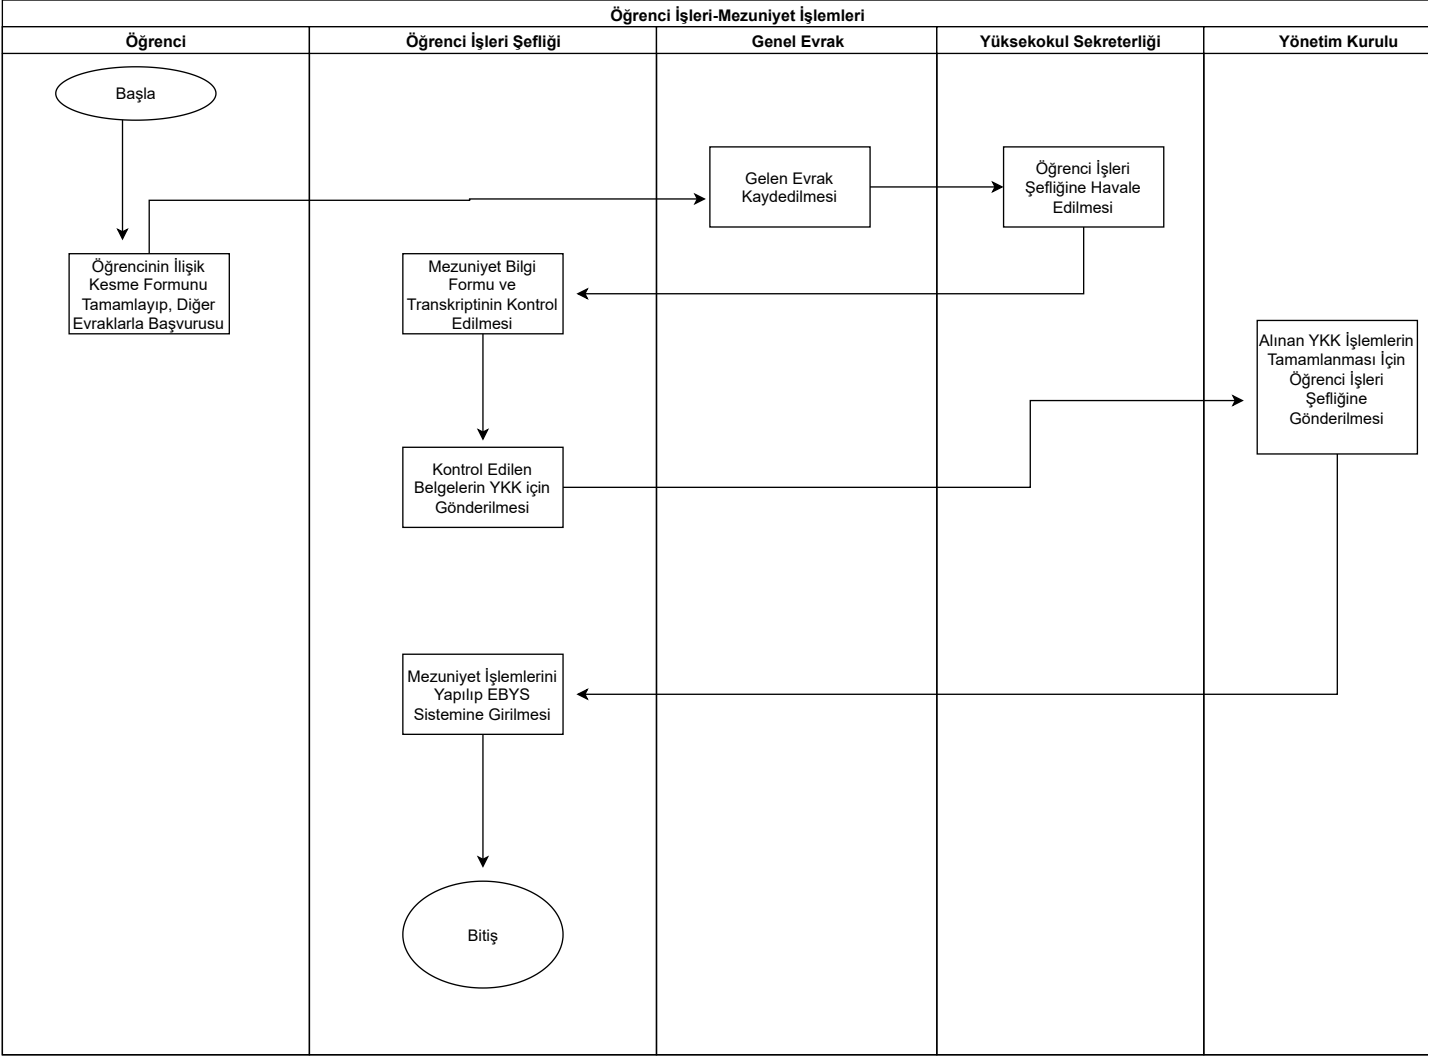 Öğrenci İşleri-Mezuniyet İşlemleri
Öğrenci
Öğrenci İşleri Şefliği
Genel Evrak
Yüksekokul Sekreterliği
Yönetim Kurulu
Başla
Gelen Evrak
Kaydedilmesi
Öğrenci İşleri
Şefliğine Havale
Edilmesi
Öğrencinin İlişik
Kesme Formunu
Tamamlayıp, Diğer
Evraklarla Başvurusu
Mezuniyet Bilgi
Formu ve
Transkriptinin Kontrol
Edilmesi
Alınan YKK İşlemlerin
Tamamlanması İçin
Öğrenci İşleri
Şefliğine
Gönderilmesi
Kontrol Edilen
Belgelerin YKK için
Gönderilmesi
Mezuniyet İşlemlerini
Yapılıp EBYS
Sistemine Girilmesi
Bitiş